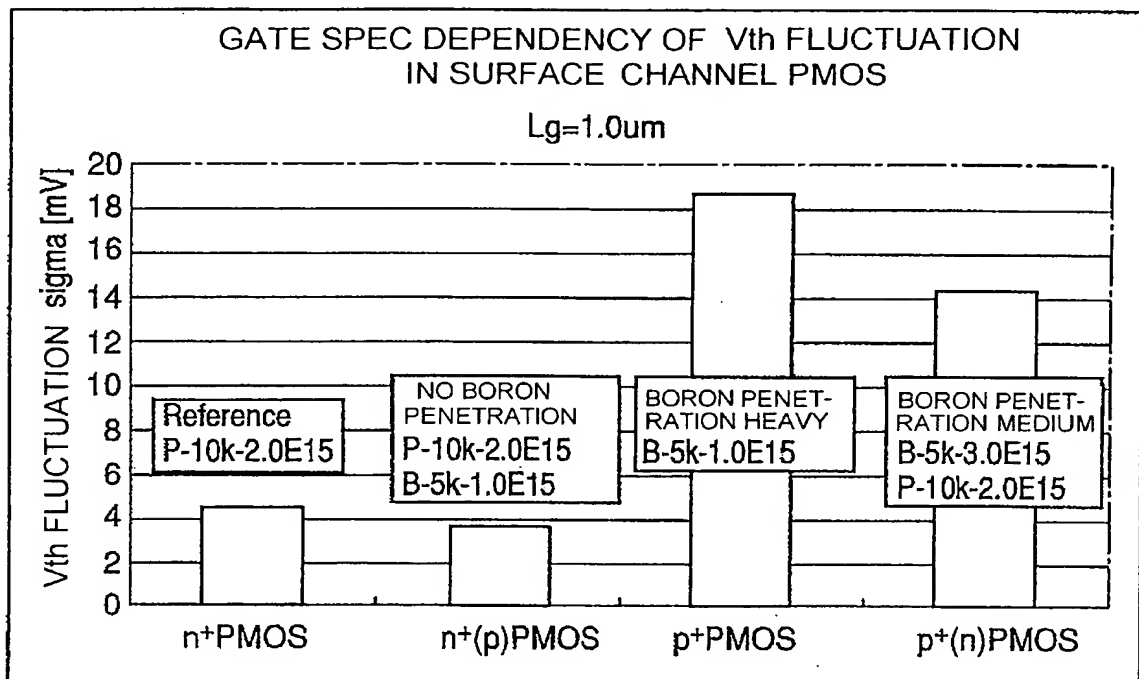 GATE SPEC DEPENDENCY OF Vth FLUCTUATION
IN SURFACE CHANNEL PMOS
Lg=1.0um
Vth FLUCTUATION sigma [mV]
20
18
16
14
12
10
8
6
4
2
0
Reference
P-10k-2.0E15
NO BORON
PENETRATION
P-10k-2.0E15
B-5k-1.0E15
BORON PENET-
RATION HEAVY
B-5k-1.0E15
BORON PENET-
RATION MEDIUM
B-5k-3.0E15
P-10k-2.0E15
n+PMOS
n+(p)PMOS
p+PMOS
p+(n)PMOS